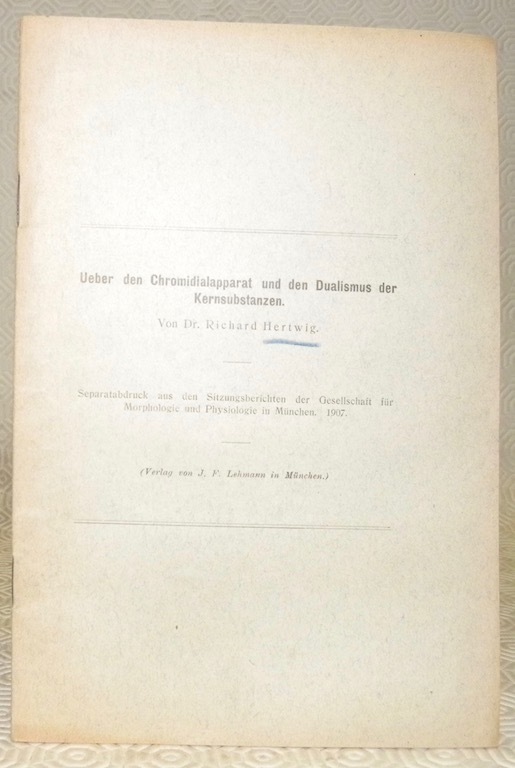 Ueber den Chromidialapparat und den Dualismus der
Kernsubstanzen.
Von Dr. Richard Hertwig.
Separatabdruck aus den Sitzungsberichten der Gesellschaft für
Morphologie und Physiologie in München. 1907.
(Verlag von J. F. Lehmann in München.)